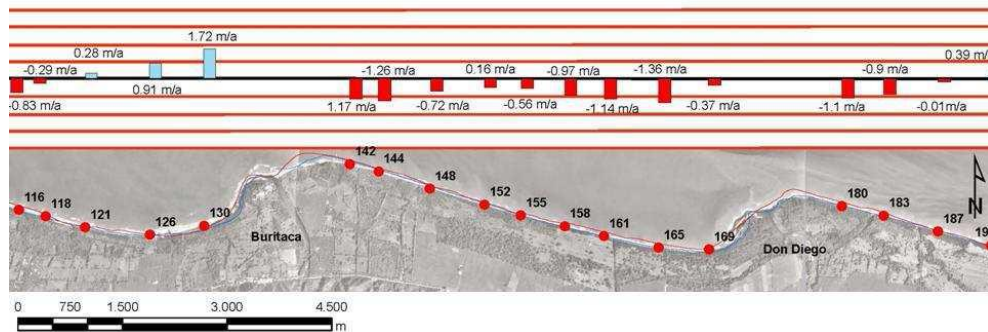 1.72 m/a
0.28 m/a
0.39 m/a
-0.29 m/a
-1.26 m/a
0.16 m/a
-0.97 m/a
-1.36 m/a
-0.9 m/a
0.91 m/a
-0.83 m/a
1.17 m/a
-0.72 m/a
-0.56 m/a
-1.14 m/a
-0.37 m/a
-1.1 m/a
-0.01m/a
142
144
148
152
155
158
161
165
169
180
183
187
19
116
118
121
126
130
Buritaca
Don Diego
N
0 750 1.500 3.000 4.500
m